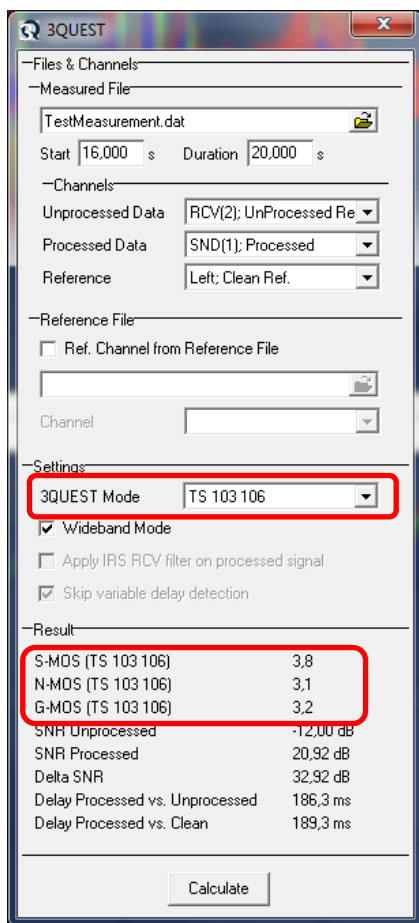 3QUEST
Files & Channels
Measured File
TestMeasurement.dat
Start 16,000 s Duration 20,000 s
Channels
Unprocessed Data RCV(2); UnProcessed Re
Processed Data SND(1); Processed
Reference Left; Clean Ref.
Reference File
Ref. Channel from Reference File
Channel
Settings
3QUEST Mode TS 103 106
Wideband Mode
Apply IRS RCV filter on processed signal
Skip variable delay detection
Result
S-MOS (TS 103 106) 3,8
N-MOS (TS 103 106) 3,1
G-MOS (TS 103 106) 3,2
SNR Unprocessed -12,00 dB
SNR Processed 20,92 dB
Delta SNR 32,92 dB
Delay Processed vs. Unprocessed 186,3 ms
Delay Processed vs. Clean 189,3 ms
Calculate